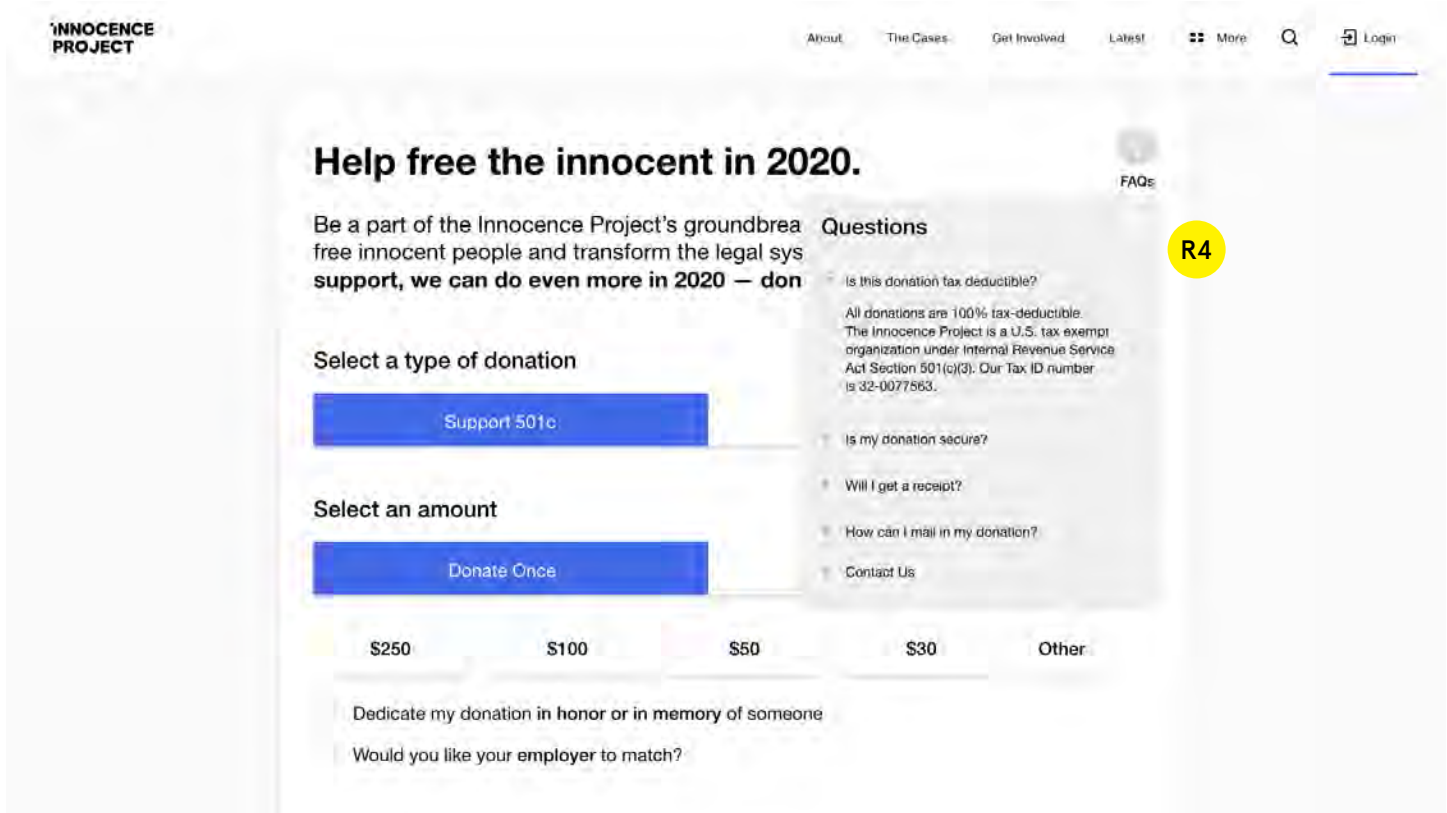 INNOCENCE
PROJECT
About The Cases Get Involved Latest More Login
Help free the innocent in 2020.
FAQs
Be a part of the Innocence Project's groundbrea
free innocent people and transform the legal sys
support, we can do even more in 2020 — don
Questions
R4
Is this donation tax deductible?
All donations are 100% tax-deductible.
The Innocence Project is a U.S. tax exempt
organization under Internal Revenue Service
Act Section 501(c)(3). Our Tax ID number
is 32-0077563.
Select a type of donation
Support 501c
Is my donation secure?
Will I get a receipt?
Select an amount
How can I mail in my donation?
Donate Once
Contact Us
$250 $100 $50 $30 Other
Dedicate my donation in honor or in memory of someone
Would you like your employer to match?